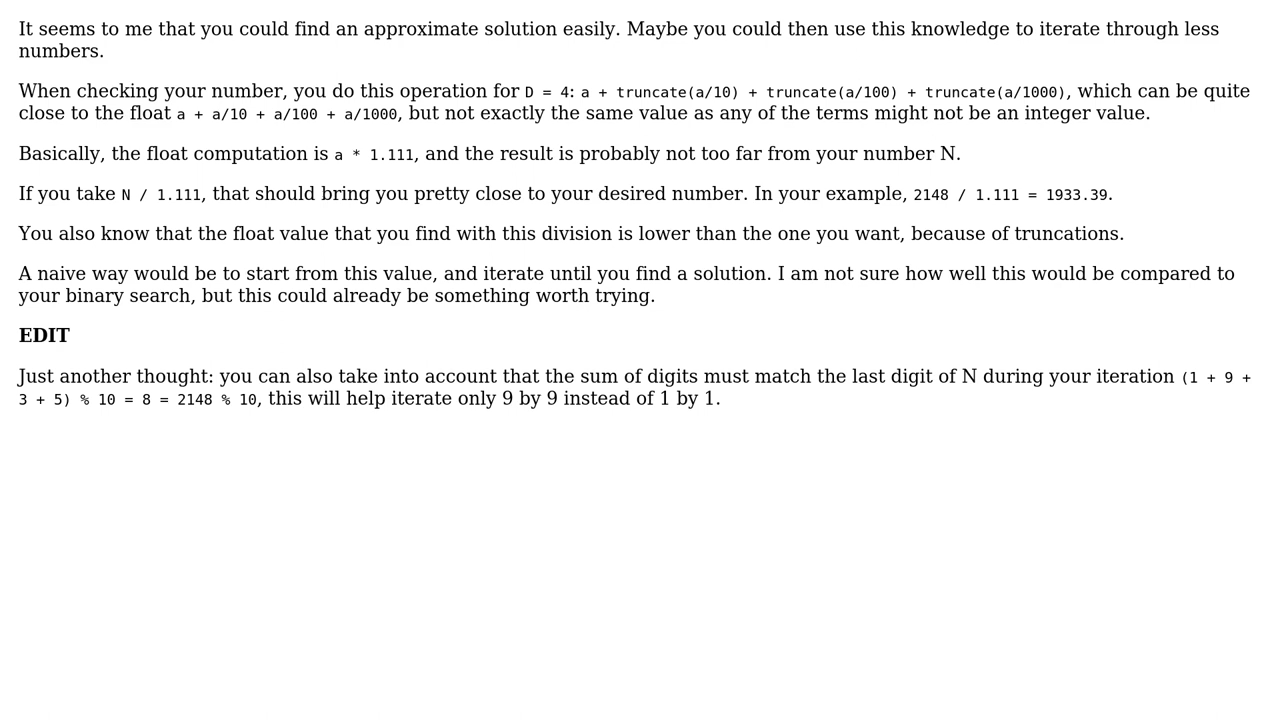 It seems to me that you could find an approximate solution easily. Maybe you could then use this knowledge to iterate through less
numbers.
When checking your number, you do this operation for D = 4: a + truncate(a/10) + truncate(a/100) + truncate(a/1000), which can be quite
close to the float a + a/10 + a/100 + a/1000, but not exactly the same value as any of the terms might not be an integer value.
Basically, the float computation is a * 1.111, and the result is probably not too far from your number N.
If you take N / 1.111, that should bring you pretty close to your desired number. In your example, 2148 / 1.111 = 1933.39.
You also know that the float value that you find with this division is lower than the one you want, because of truncations.
A naive way would be to start from this value, and iterate until you find a solution. I am not sure how well this would be compared to
your binary search, but this could already be something worth trying.
EDIT
Just another thought: you can also take into account that the sum of digits must match the last digit of N during your iteration (1 + 9 +
3 + 5) % 10 = 8 = 2148 % 10, this will help iterate only 9 by 9 instead of 1 by 1.